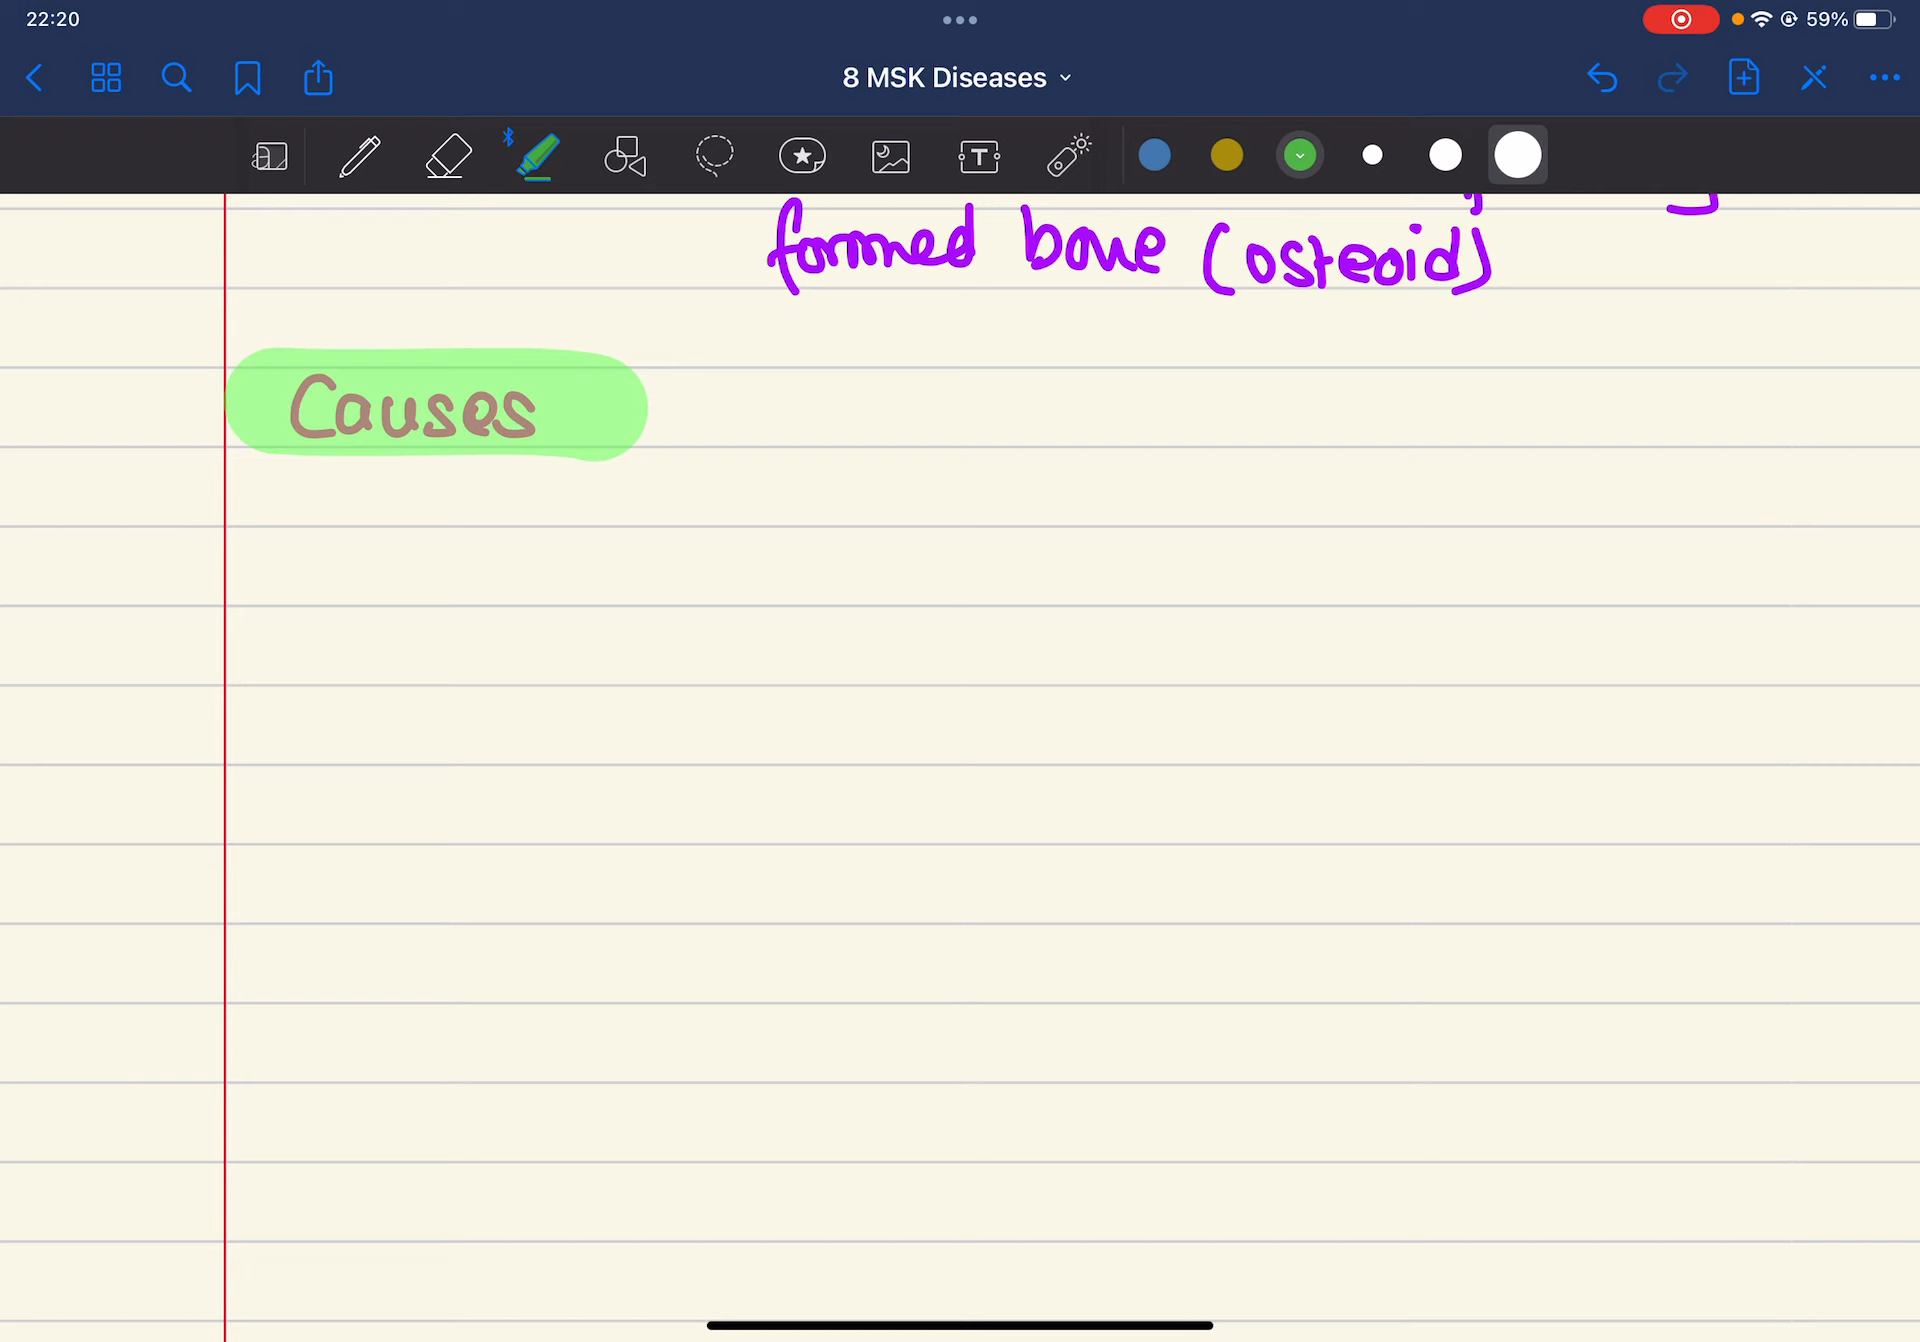 22:20
59%
8 MSK Diseases
formed bone (osteoid)
Causes